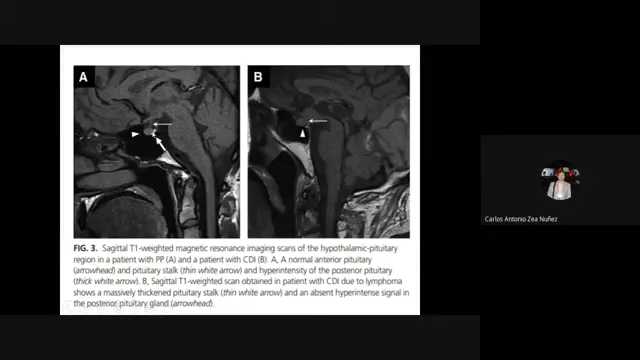 A
B
FIG. 3. Sagittal T1-weighted magnetic resonance imaging scans of the hypothalamic-pituitary
region in a patient with PP (A) and a patient with CDI (B). A, A normal anterior pituitary
(arrowhead) and pituitary stalk (thin white arrow) and hyperintensity of the posterior pituitary
(thick white arrow). B, Sagittal T1-weighted scan obtained in patient with CDI due to lymphoma
shows a massively thickened pituitary stalk (thin white arrow) and an absent hyperintense signal in
the posterior pituitary gland (arrowhead).
Carlos Antonio Zea Nuñez